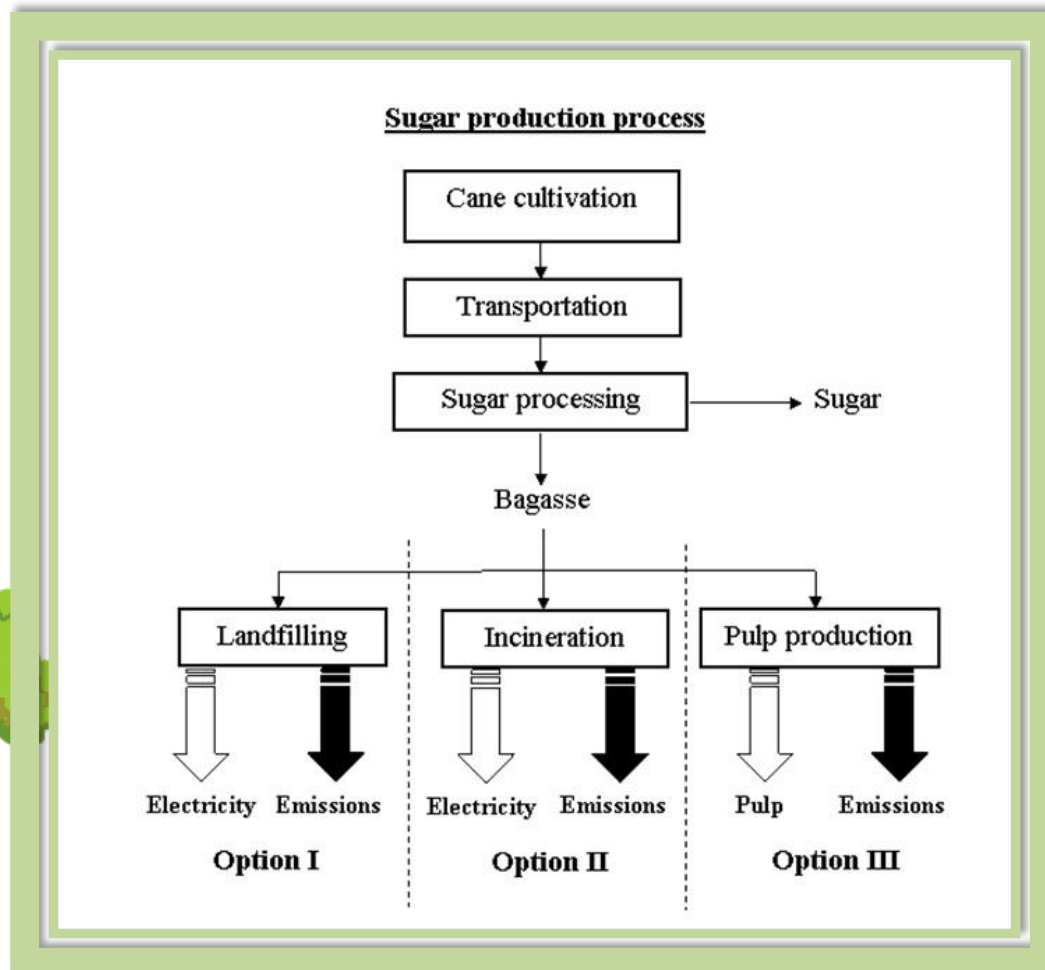 Sugar production process
Cane cultivation
Transportation
Sugar processing
Sugar
Bagasse
Landfilling
Incineration
Pulp production
Electricity
Emissions
Electricity
Emissions
Pulp
Emissions
Option I
Option II
Option III